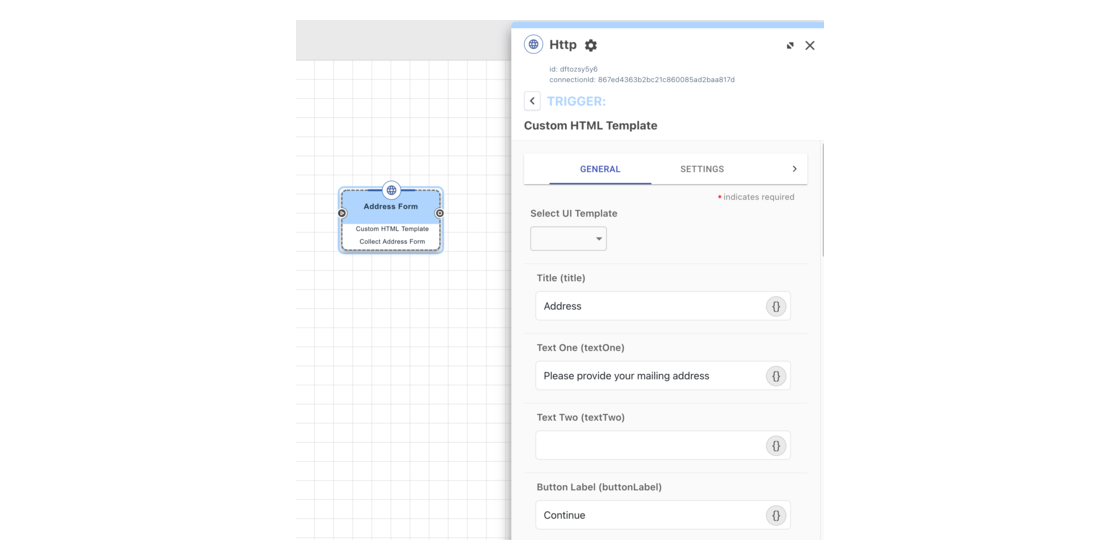 Http
id: dftozsy5y6
connectionId: 867ed4363b2bc21c860085ad2baa817d
TRIGGER:
Custom HTML Template
GENERAL SETTINGS
* indicates required
Select UI Template
Title (title)
Address
{}
Text One (textOne)
Please provide your mailing address
{}
Text Two (textTwo)
{}
Button Label (buttonLabel)
Continue
{}
Address Form
Custom HTML Template
Collect Address Form